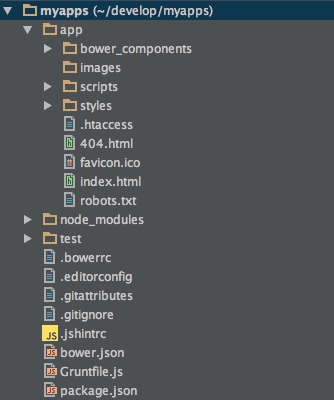 myapps (~/develop/myapps)
app
bower_components
images
scripts
styles
.htaccess
404.html
favicon.ico
index.html
robots.txt
node_modules
test
.bowerrc
.editorconfig
.gitattributes
.gitignore
JS .jshintrc
bower.json
Gruntfile.js
package.json